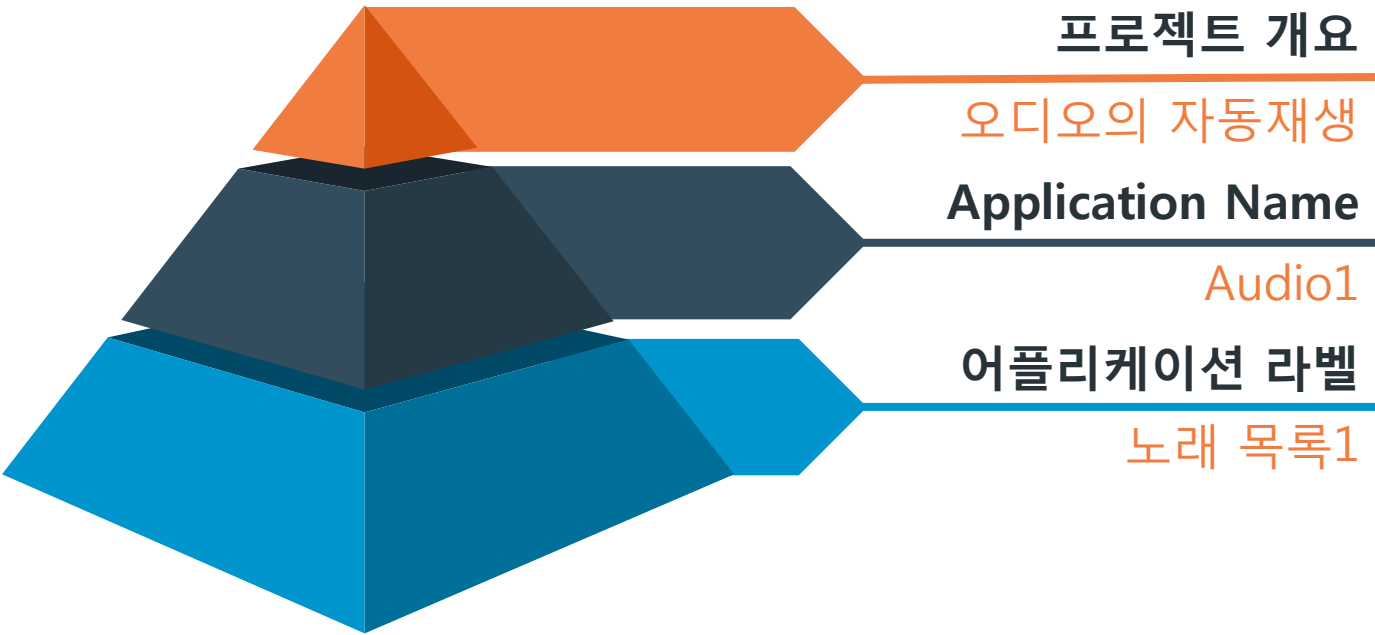 프로젝트 개요
오디오의 자동재생
Application Name
Audio1
어플리케이션 라벨
노래 목록1